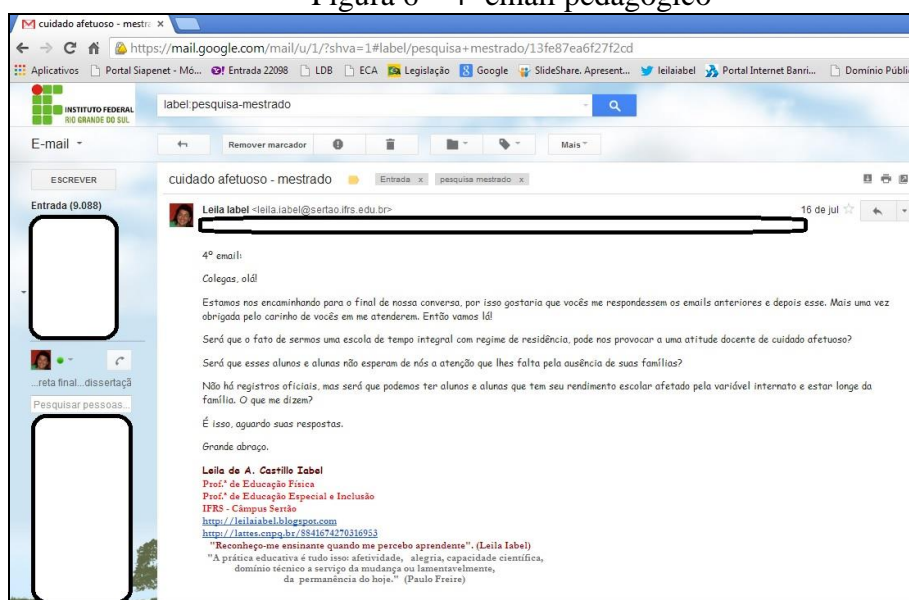 Figura 6 – 4º email pedagógico
cuidado afetuoso - mestra
https://mail.google.com/mail/u/1/?shva=1#label/pesquisa+mestrado/13fe87ea6f27f2cd
Aplicativos Portal Siapenet - Mó... Entrada 22098 LDB ECA Legislação Google SlideShare. Apresent... leilaiabel Portal Internet Banri... Domínio Públic
INSTITUTO FEDERAL
RIO GRANDE DO SUL
label:pesquisa-mestrado
E-mail
Remover marcador
Mais
ESCREVER
cuidado afetuoso - mestrado Entrada x pesquisa mestrado x
Entrada (9.088)
Leila Iabel <leila.iabel@sertao.ifrs.edu.br>
16 de jul
4º email:
Colegas, olá!
Estamos nos encaminhando para o final de nossa conversa, por isso gostaria que vocês me respondessem os emails anteriores e depois esse. Mais uma vez
obrigada pelo carinho de vocês em me atenderem. Então vamos lá!
Será que o fato de sermos uma escola de tempo integral com regime de residência, pode nos provocar a uma atitude docente de cuidado afetuoso?
Será que esses alunos e alunas não esperam de nós a atenção que lhes falta pela ausência de suas famílias?
...reta final...dissertaçã
Pesquisar pessoas...
Não há registros oficiais, mas será que podemos ter alunos e alunas que tem seu rendimento escolar afetado pela variável internato e estar longe da
família. O que me dizem?
É isso, aguardo suas respostas.
Grande abraço.
Leila de A. Castillo Iabel
Prof.ª de Educação Física
Prof.ª de Educação Especial e Inclusão
IFRS - Câmpus Sertão
http://leilaiabel.blogspot.com
http://lattes.cnpq.br/8841674270316953
"Reconheço-me ensinante quando me percebo aprendente". (Leila Iabel)
"A prática educativa é tudo isso: afetividade, alegria, capacidade científica,
domínio técnico a serviço da mudança ou lamentavelmente,
da permanência do hoje." (Paulo Freire)